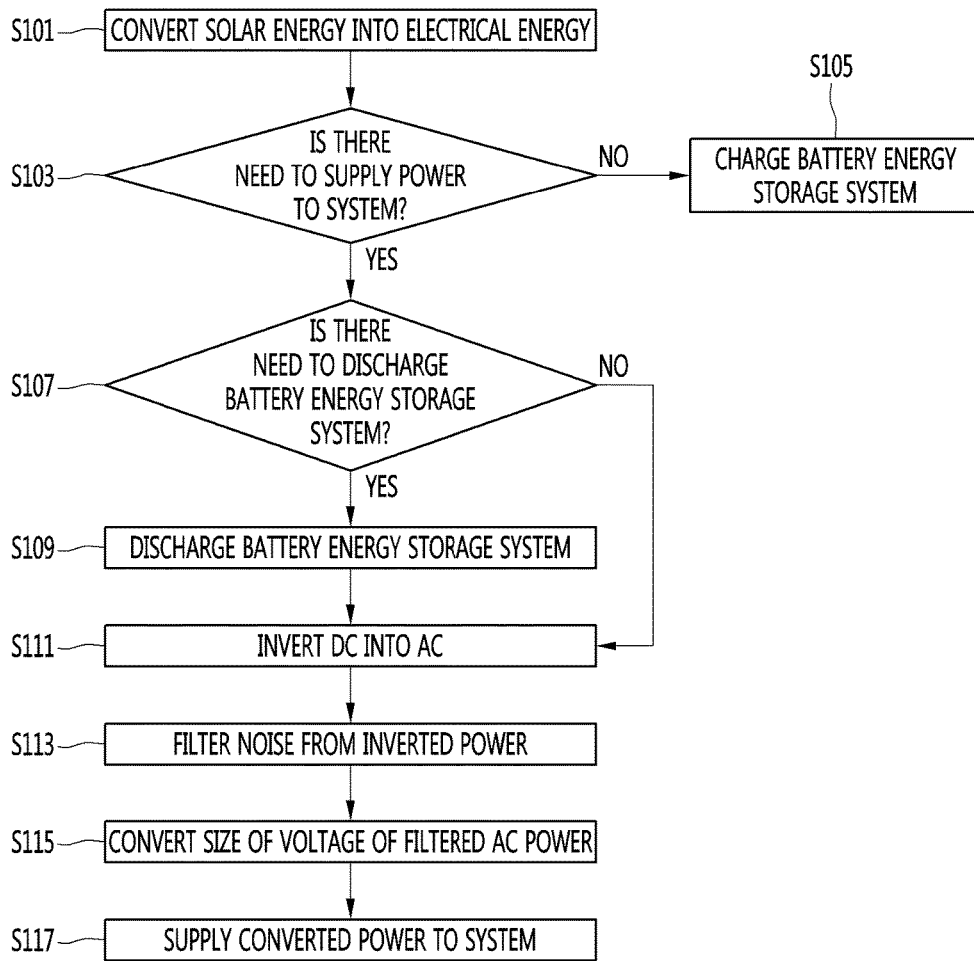 S101
CONVERT SOLAR ENERGY INTO ELECTRICAL ENERGY
S105
IS THERE
NEED TO SUPPLY POWER
TO SYSTEM?
S103
NO
CHARGE BATTERY ENERGY
STORAGE SYSTEM
YES
IS THERE
NEED TO DISCHARGE
BATTERY ENERGY STORAGE
SYSTEM?
S107
NO
YES
S109
DISCHARGE BATTERY ENERGY STORAGE SYSTEM
S111
INVERT DC INTO AC
S113
FILTER NOISE FROM INVERTED POWER
S115
CONVERT SIZE OF VOLTAGE OF FILTERED AC POWER
S117
SUPPLY CONVERTED POWER TO SYSTEM